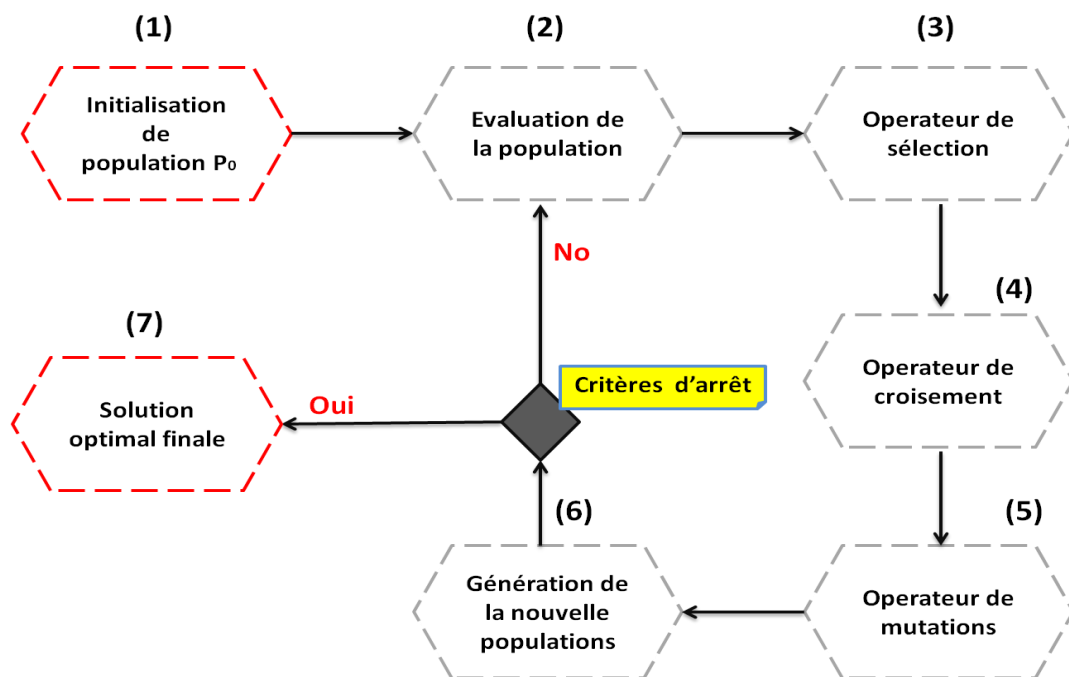 (1)
Initialisation
de
population P₀
(2)
Evaluation de
la population
(3)
Operateur de
sélection
No
(4)
Operateur de
croisement
(7)
Solution
optimal finale
Oui
Critères d’arrêt
(6)
Génération de
la nouvelle
populations
(5)
Operateur de
mutations